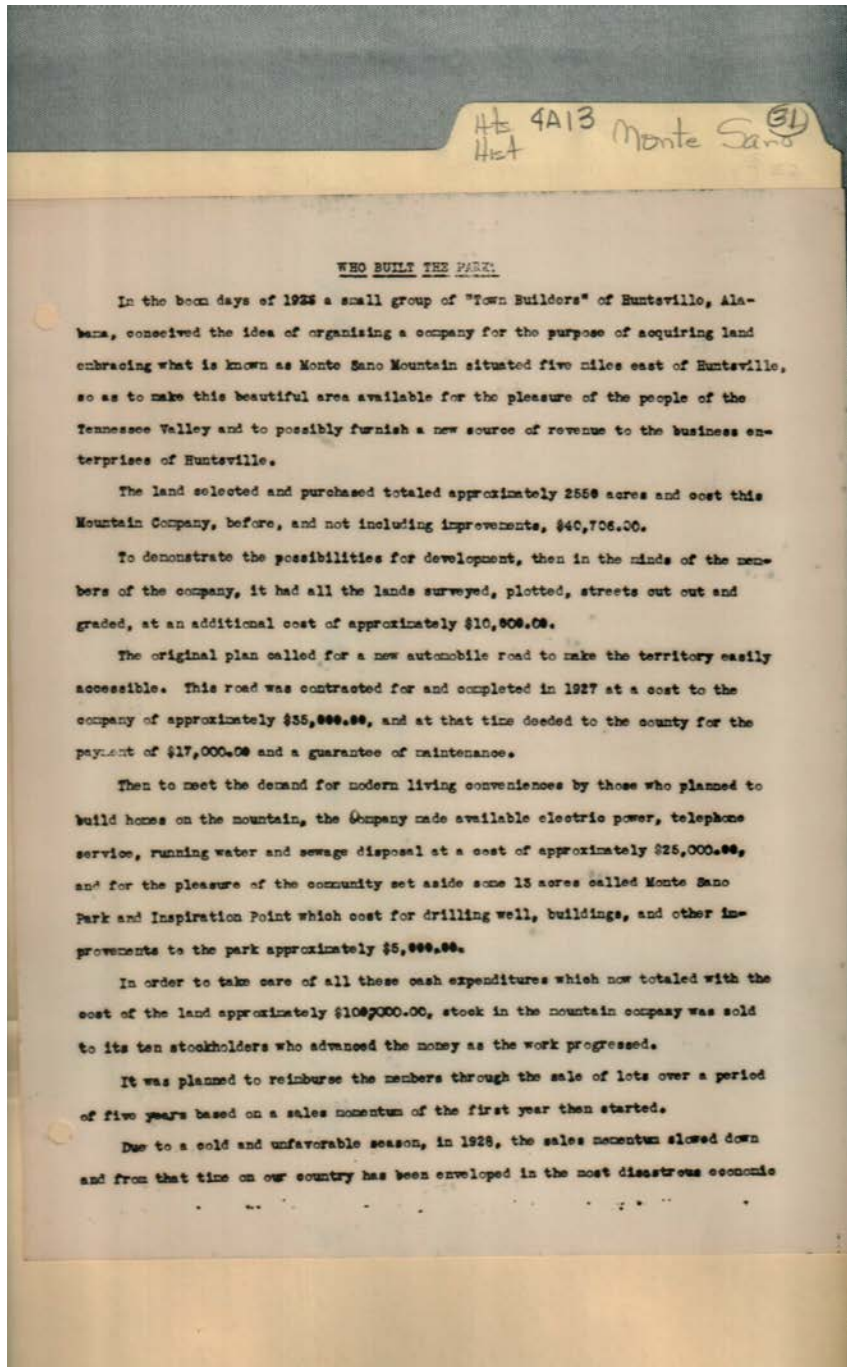 Hts 4A13 Monte Sano 31
Hist
WHO BUILT THE PARK?
In the boom days of 1925 a small group of "Town Builders" of Huntsville, Ala-
bama, conceived the idea of organizing a company for the purpose of acquiring land
embracing what is known as Monte Sano Mountain situated five miles east of Huntsville,
so as to make this beautiful area available for the pleasure of the people of the
Tennessee Valley and to possibly furnish a new source of revenue to the business en-
terprises of Huntsville.
The land selected and purchased totaled approximately 2550 acres and cost this
Mountain Company, before, and not including improvements, $40,706.00.
To demonstrate the possibilities for development, then in the minds of the mem-
bers of the company, it had all the lands surveyed, plotted, streets cut out and
graded, at an additional cost of approximately $10,000.00.
The original plan called for a new automobile road to make the territory easily
accessible. This road was contracted for and completed in 1927 at a cost to the
company of approximately $35,000.00, and at that time deeded to the county for the
payment of $17,000.00 and a guarantee of maintenance.
Then to meet the demand for modern living conveniences by those who planned to
build homes on the mountain, the Company made available electric power, telephone
service, running water and sewage disposal at a cost of approximately $25,000.00,
and for the pleasure of the community set aside some 13 acres called Monte Sano
Park and Inspiration Point which cost for drilling well, buildings, and other im-
provements to the park approximately $5,000.00.
In order to take care of all these cash expenditures which now totaled with the
cost of the land approximately $100,000.00, stock in the mountain company was sold
to its ten stockholders who advanced the money as the work progressed.
It was planned to reimburse the members through the sale of lots over a period
of five years based on a sales momentum of the first year then started.
Due to a cold and unfavorable season, in 1928, the sales momentum slowed down
and from that time on our country has been enveloped in the most disastrous economic